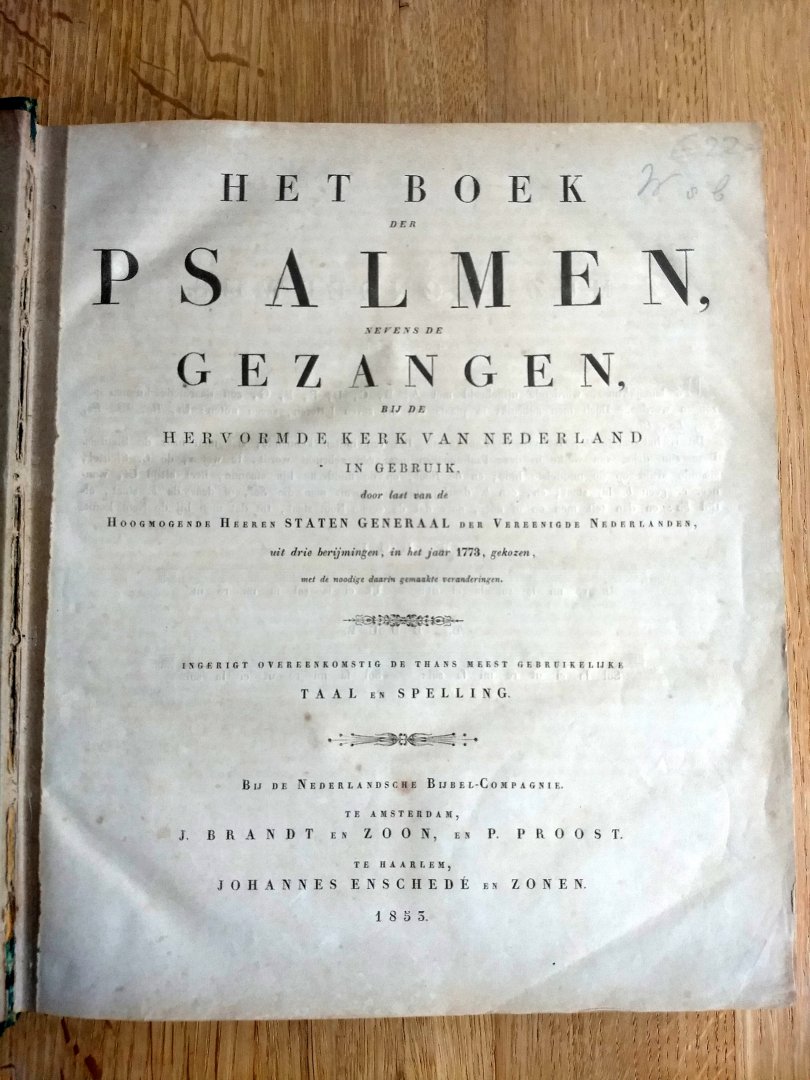 HET BOEK
DER
PSALMEN,
NEVENS DE
GEZANGEN,
BIJ DE
HERVORMDE KERK VAN NEDERLAND
IN GEBRUIK,
door last van de
HOOGMOGENDE HEEREN STATEN GENERAAL DER VEREENIGDE NEDERLANDEN,
uit drie berijmingen, in het jaar 1773, gekozen,
met de noodige daarin gemaakte veranderingen.
INGERIGT OVEREENKOMSTIG DE THANS MEEST GEBRUIKELIJKE
TAAL EN SPELLING.
BIJ DE NEDERLANDSCHE BIJBEL-COMPAGNIE.
TE AMSTERDAM,
J. BRANDT EN ZOON, EN P. PROOST.
TE HAARLEM,
JOHANNES ENSCHEDÉ EN ZONEN.
1853.